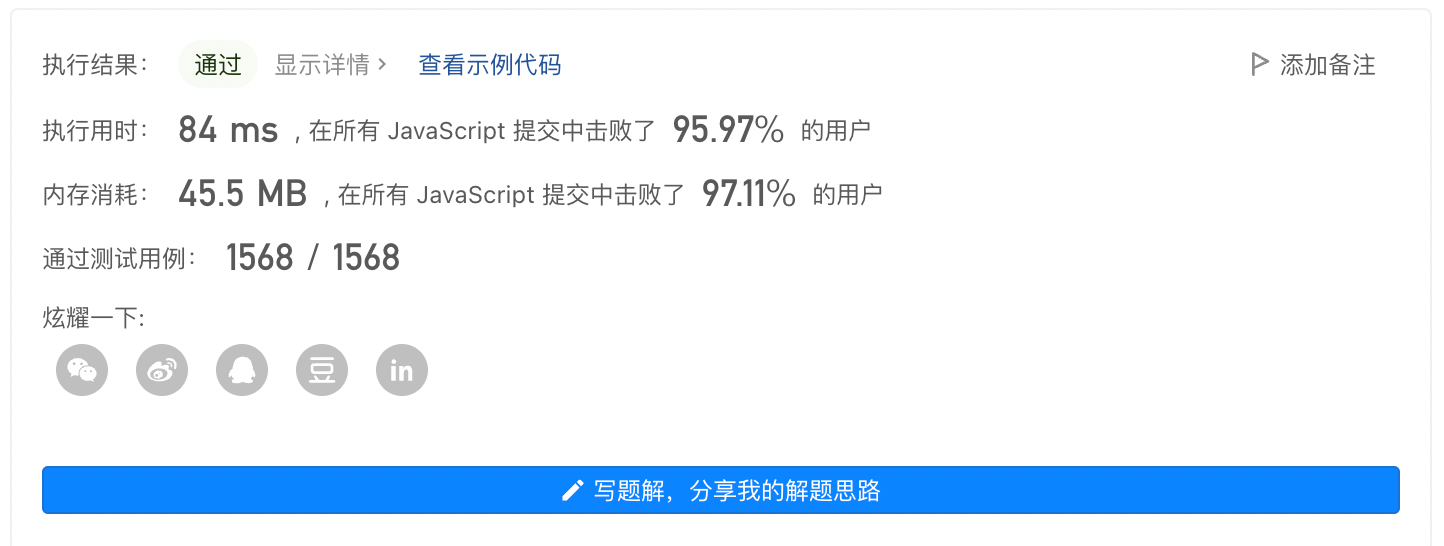 执行结果： 通过 显示详情 › 查看示例代码 添加备注
执行用时： 84 ms , 在所有 JavaScript 提交中击败了 95.97% 的用户
内存消耗： 45.5 MB , 在所有 JavaScript 提交中击败了 97.11% 的用户
通过测试用例： 1568 / 1568
炫耀一下:
豆 in
写题解，分享我的解题思路